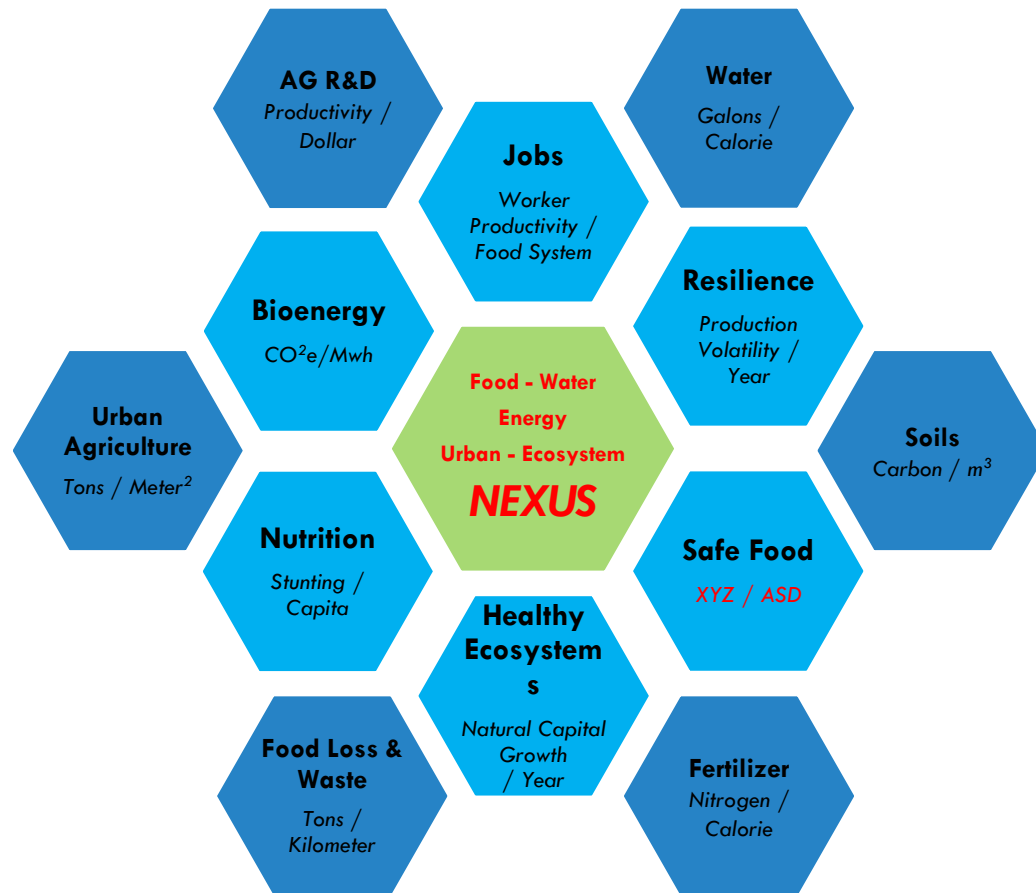 AG R&D
Productivity /
Dollar
Water
Galons /
Calorie
Jobs
Worker
Productivity /
Food System
Bioenergy
CO²e/Mwh
Resilience
Production
Volatility /
Year
Food - Water
Energy
Urban - Ecosystem
NEXUS
Urban
Agriculture
Tons / Meter²
Soils
Carbon / m³
Nutrition
Stunting /
Capita
Safe Food
XYZ / ASD
Healthy
Ecosystem
s
Natural Capital
Growth
/ Year
Food Loss &
Waste
Tons /
Kilometer
Fertilizer
Nitrogen /
Calorie